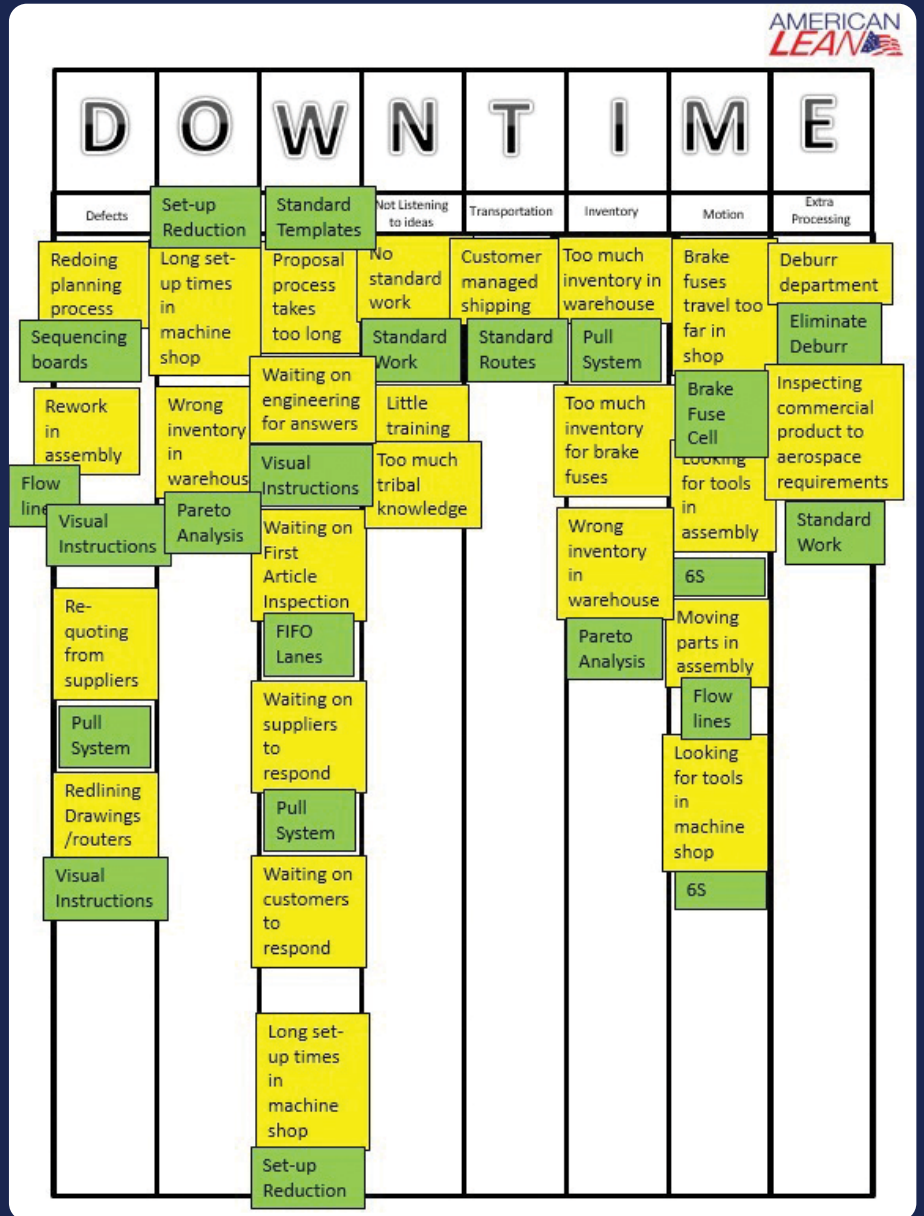 AMERICAN
LEAN
D O W N T I M E
Defects
Set-up
Reduction
Standard
Templates
Not Listening
to ideas
Transportation
Inventory
Motion
Extra
Processing
Redoing
planning
process
Sequencing
boards
Rework
in
assembly
Flow
line
Visual
Instructions
Re-
quoting
from
suppliers
Pull
System
Redlining
Drawings
/routers
Visual
Instructions
Long set-
up times
in
machine
shop
Wrong
inventory
in
warehous
Pareto
Analysis
Proposal
process
takes
too long
Waiting on
engineering
for answers
Visual
Instructions
Waiting on
First
Article
Inspection
FIFO
Lanes
Waiting on
suppliers
to
respond
Pull
System
Waiting on
customers
to
respond
Long set-
up times
in
machine
shop
Set-up
Reduction
No
standard
work
Standard
Work
Little
training
Too much
tribal
knowledge
Customer
managed
shipping
Standard
Routes
Too much
inventory in
warehouse
Pull
System
Too much
inventory
for brake
fuses
Wrong
inventory
in
warehouse
Pareto
Analysis
Brake
fuses
travel too
far in
shop
Brake
Fuse
Cell
Looking
for tools
in
assembly
6S
Moving
parts in
assembly
Flow
lines
Looking
for tools
in
machine
shop
6S
Deburr
department
Eliminate
Deburr
Inspecting
commercial
product to
aerospace
requirements
Standard
Work